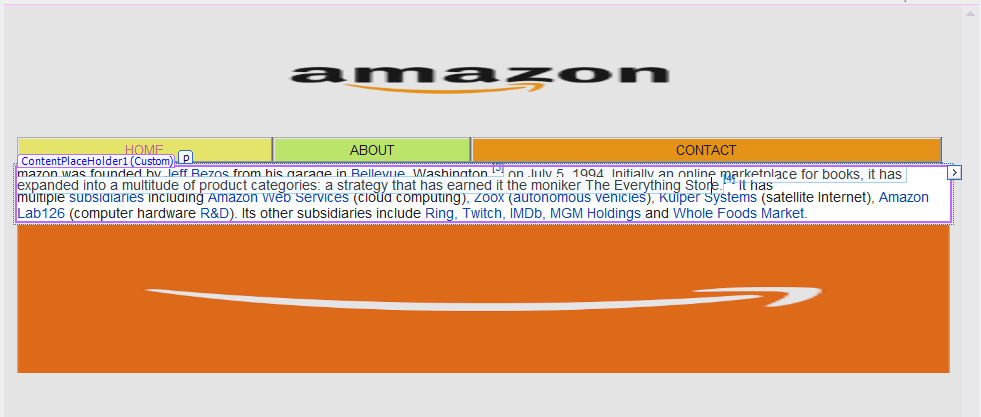 amazon
HOME
ABOUT
CONTACT
ContentPlaceHolder1 (Custom)
p
mazon was founded by Jeff Bezos from his garage in Bellevue, Washington,[3] on July 5, 1994. Initially an online marketplace for books, it has
expanded into a multitude of product categories: a strategy that has earned it the moniker The Everything Store.[4] It has
multiple subsidiaries including Amazon Web Services (cloud computing), Zoox (autonomous vehicles), Kuiper Systems (satellite Internet), Amazon
Lab126 (computer hardware R&D). Its other subsidiaries include Ring, Twitch, IMDb, MGM Holdings and Whole Foods Market.